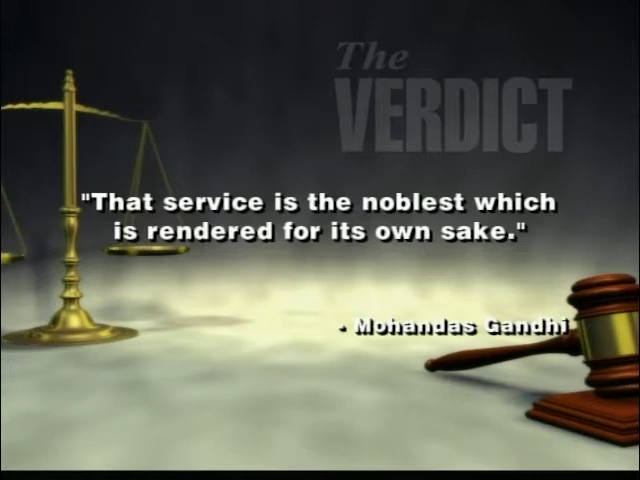 The
VERDICT
"That service is the noblest which
is rendered for its own sake."
- Mohandas Gandhi